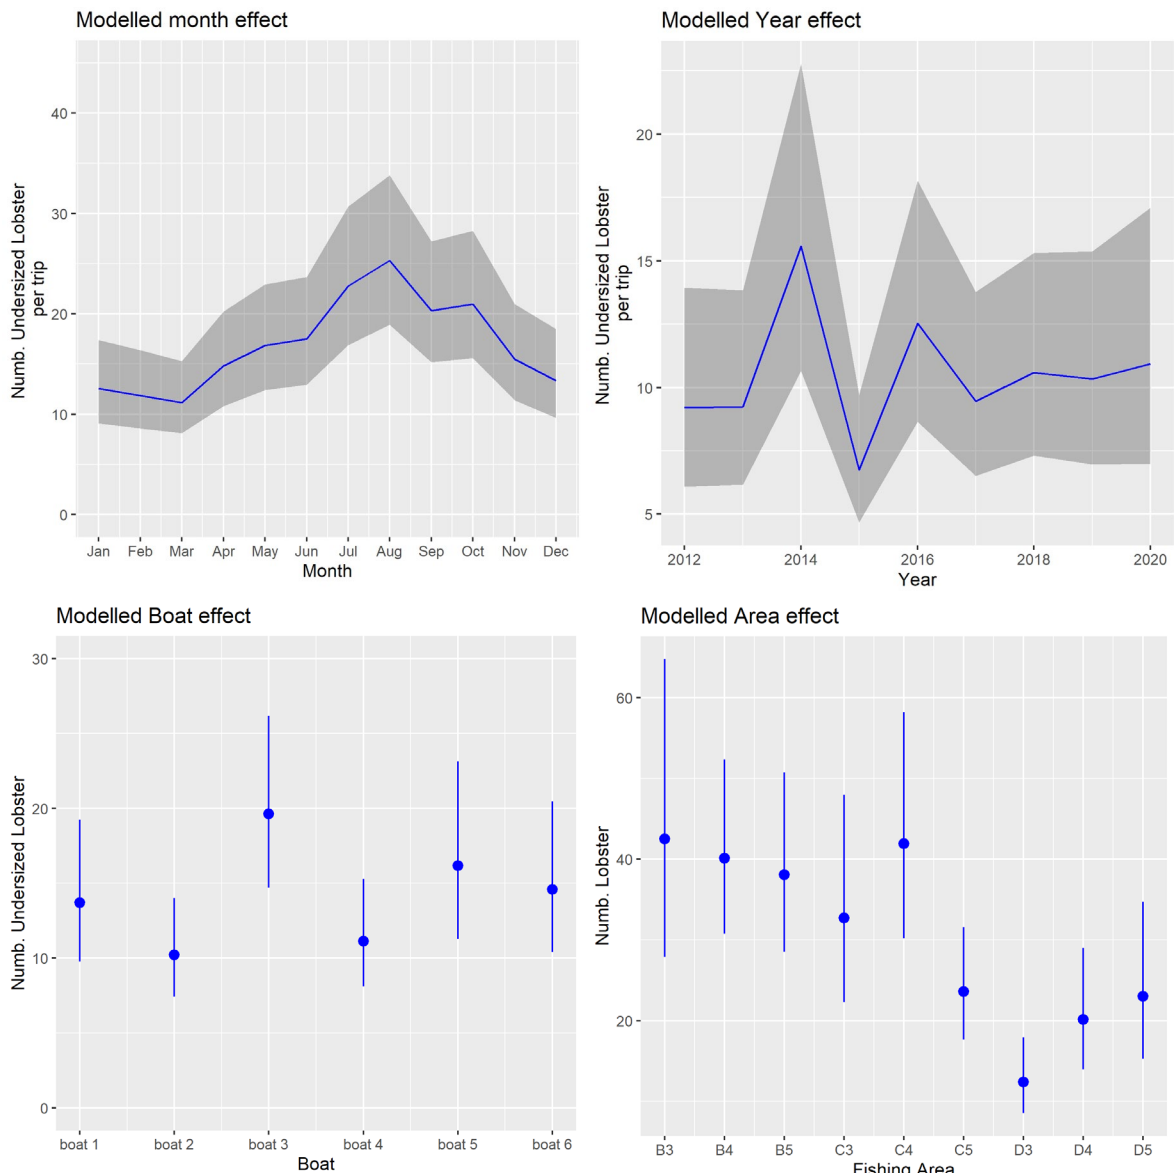 Modelled month effect
Numb. Undersized Lobster
per trip
40
30
20
10
0
Jan Feb Mar Apr May Jun Jul Aug Sep Oct Nov Dec
Month
Modelled Year effect
Numb. Undersized Lobster
per trip
20
15
10
5
2012 2014 2016 2018 2020
Year
Modelled Boat effect
Numb. Undersized Lobster
30
20
10
0
boat 1 boat 2 boat 3 boat 4 boat 5 boat 6
Boat
Modelled Area effect
Numb. Lobster
60
40
20
B3 B4 B5 C3 C4 C5 D3 D4 D5
Fishing Area